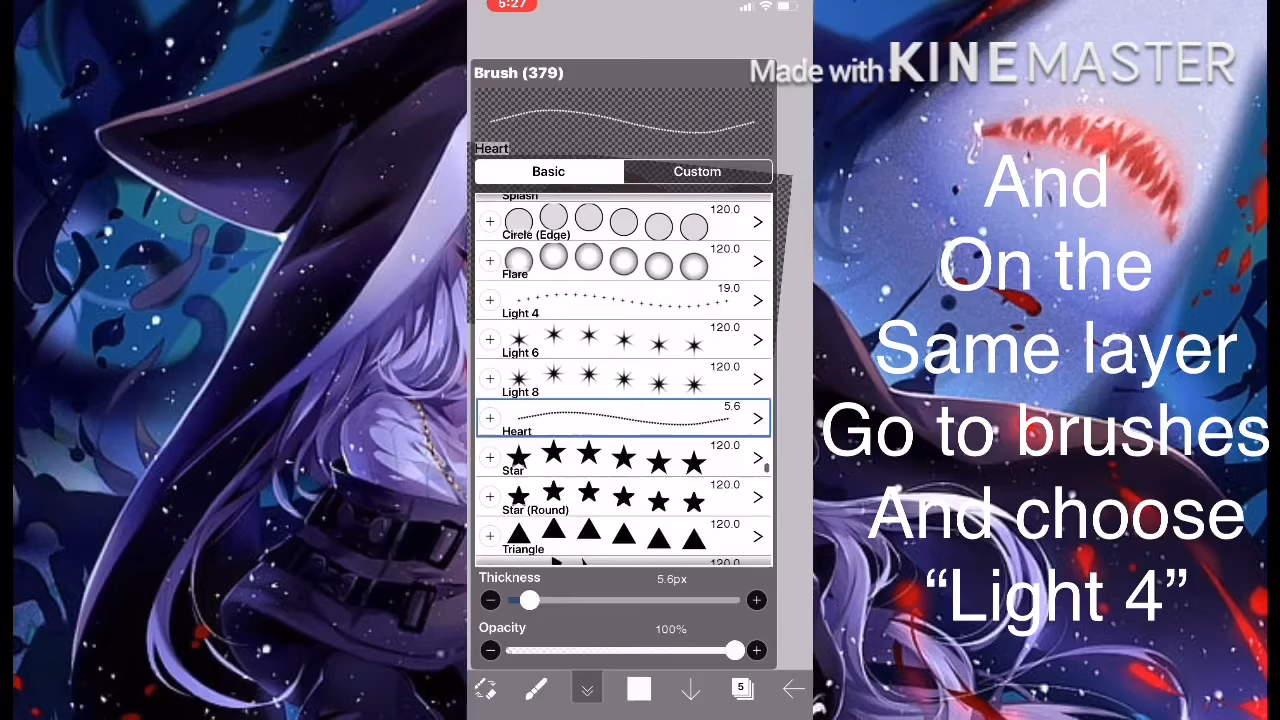 5:27
Brush (379)
Made with KINEMASTER
Heart
Basic Custom
Splash
120.0
Circle (Edge)
120.0
Flare
19.0
Light 4
120.0
Light 6
120.0
Light 8
5.6
Heart
120.0
Star
120.0
Star (Round)
120.0
Triangle
120.0
Thickness 5.6px
Opacity 100%
5
And
On the
Same layer
Go to brushes
And choose
“Light 4”